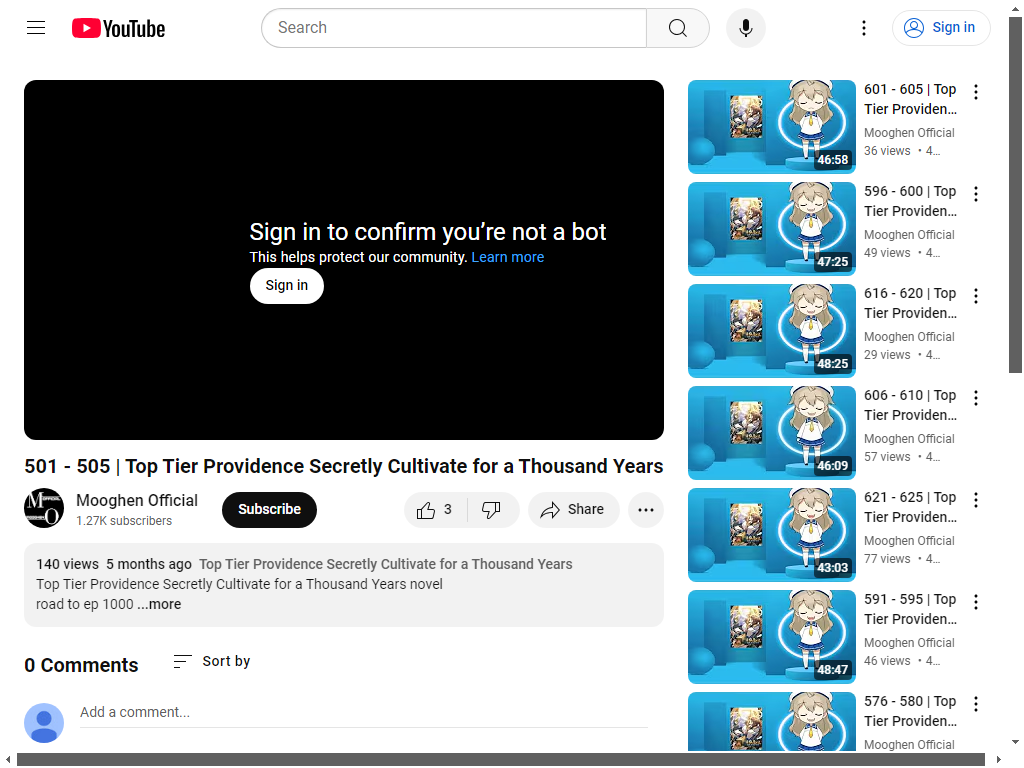 YouTube
Search
Sign in
Sign in to confirm you're not a bot
This helps protect our community. Learn more
Sign in
501 - 505 | Top Tier Providence Secretly Cultivate for a Thousand Years
Mooghen Official
1.27K subscribers
Subscribe
3
Share
140 views 5 months ago Top Tier Providence Secretly Cultivate for a Thousand Years
Top Tier Providence Secretly Cultivate for a Thousand Years novel
road to ep 1000 ...more
0 Comments
Sort by
Add a comment...
46:58
601 - 605 | Top
Tier Providen...
Mooghen Official
36 views • 4...
47:25
596 - 600 | Top
Tier Providen...
Mooghen Official
49 views • 4...
48:25
616 - 620 | Top
Tier Providen...
Mooghen Official
29 views • 4...
46:09
606 - 610 | Top
Tier Providen...
Mooghen Official
57 views • 4...
43:03
621 - 625 | Top
Tier Providen...
Mooghen Official
77 views • 4...
48:47
591 - 595 | Top
Tier Providen...
Mooghen Official
46 views • 4...
576 - 580 | Top
Tier Providen...
Mooghen Official